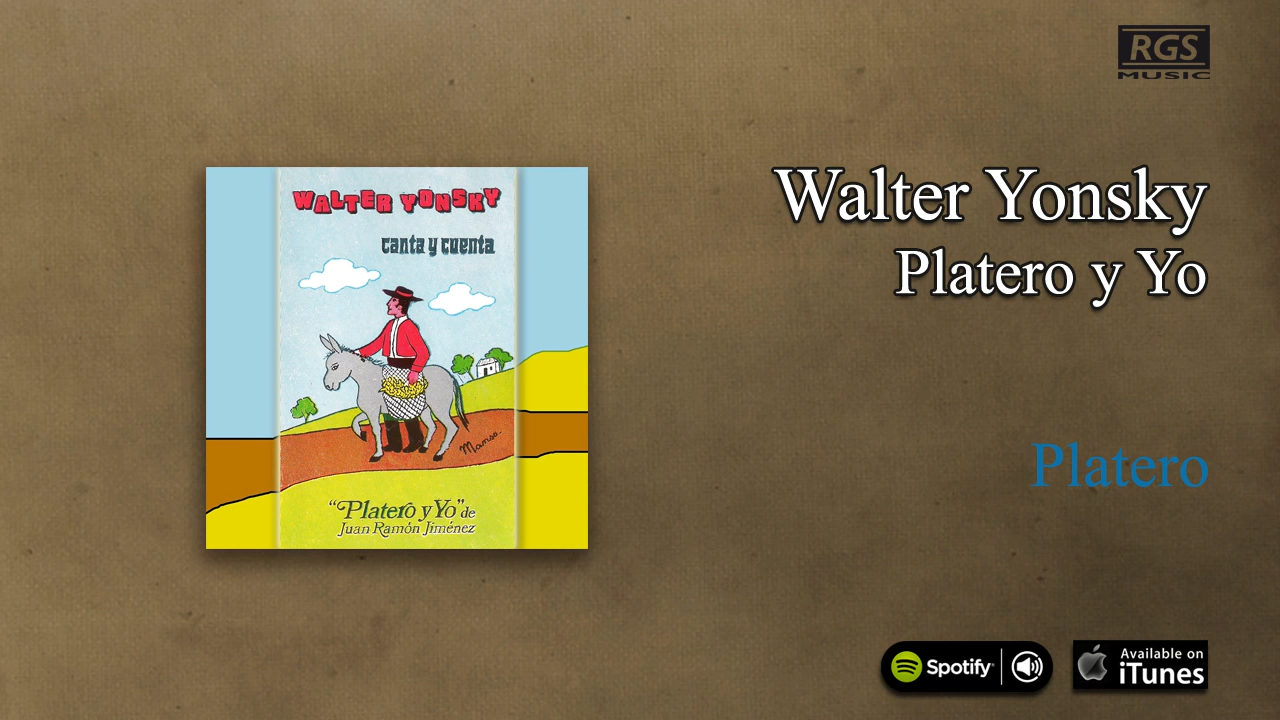 RGS
MUSIC
Walter Yonsky
Platero y Yo
WALTER YONSKY
canta y cuenta
Manso.
"Platero y Yo" de
Juan Ramón Jiménez
Platero
Spotify
Available on
iTunes